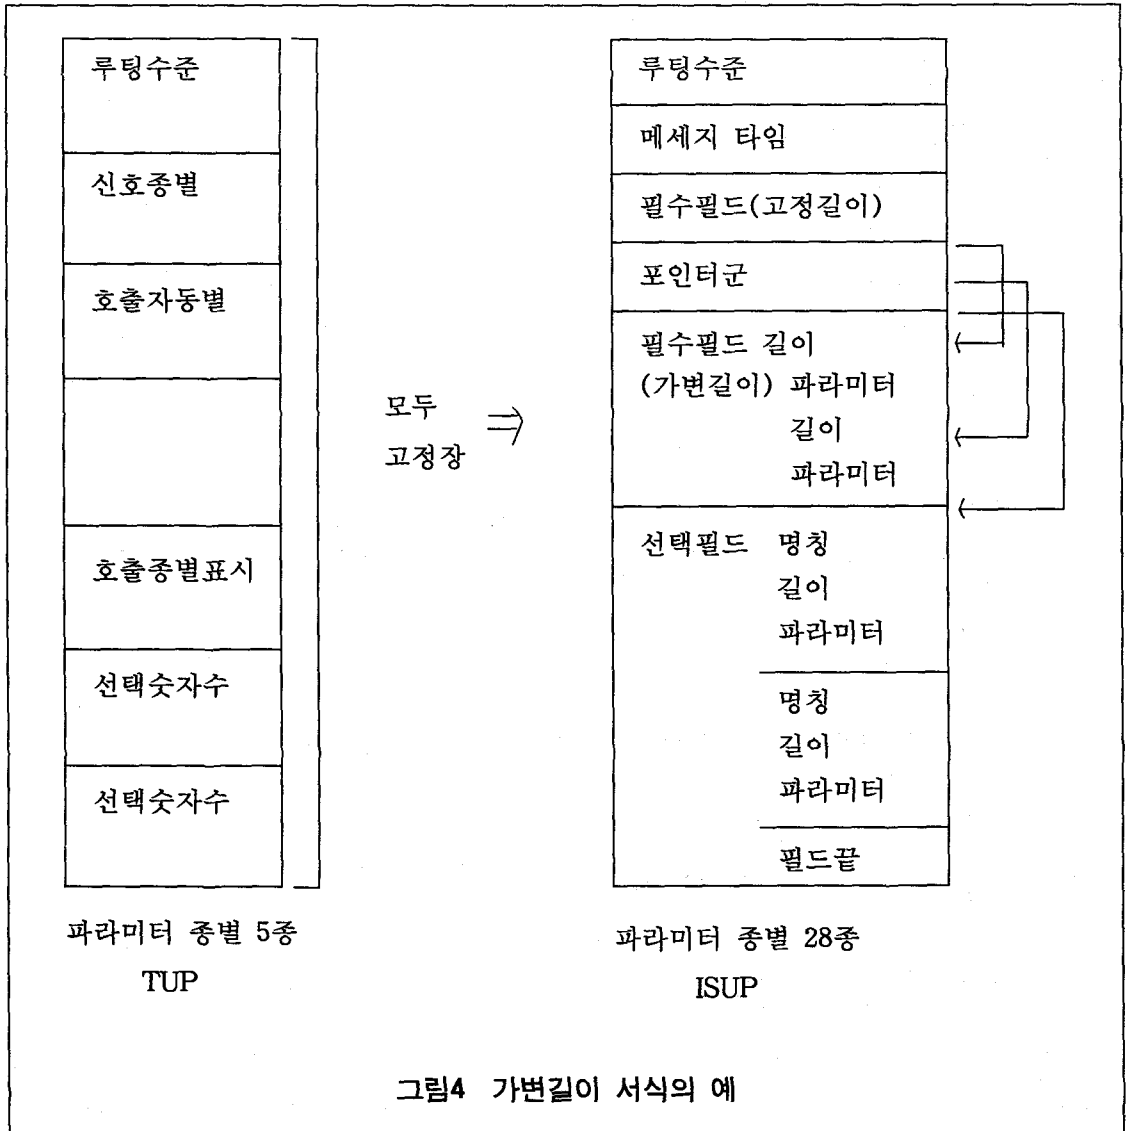 루팅수준
신호종별
호출자동별
호출종별표시
선택숫자수
선택숫자수
파라미터 종별 5종
TUP
모두
고정장
루팅수준
메세지 타임
필수필드(고정길이)
포인터군
필수필드 길이
(가변길이) 파라미터
길이
파라미터
선택필드 명칭
길이
파라미터
명칭
길이
파라미터
필드끝
파라미터 종별 28종
ISUP
그림4 가변길이 서식의 예